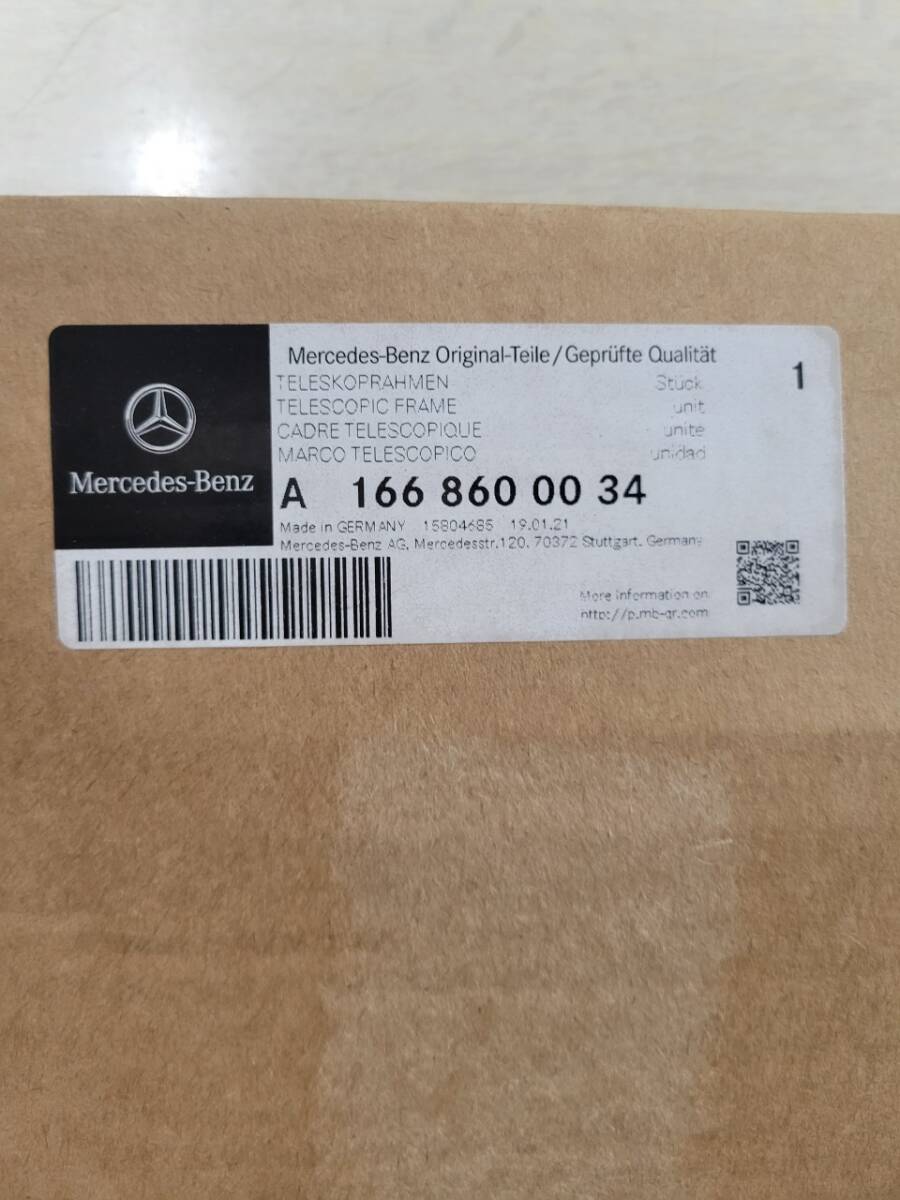 Mercedes-Benz
Mercedes-Benz Original-Teile/Geprüfte Qualität
TELESKOPRAHMEN Stück 1
TELESCOPIC FRAME unit
CADRE TELESCOPIQUE unite
MARCO TELESCOPICO unidad
A 166 860 00 34
Made in GERMANY 15804685 19.01.21
Mercedes-Benz AG, Mercedesstr.120, 70372 Stuttgart, Germany
More information on
http://p.mb-qr.com